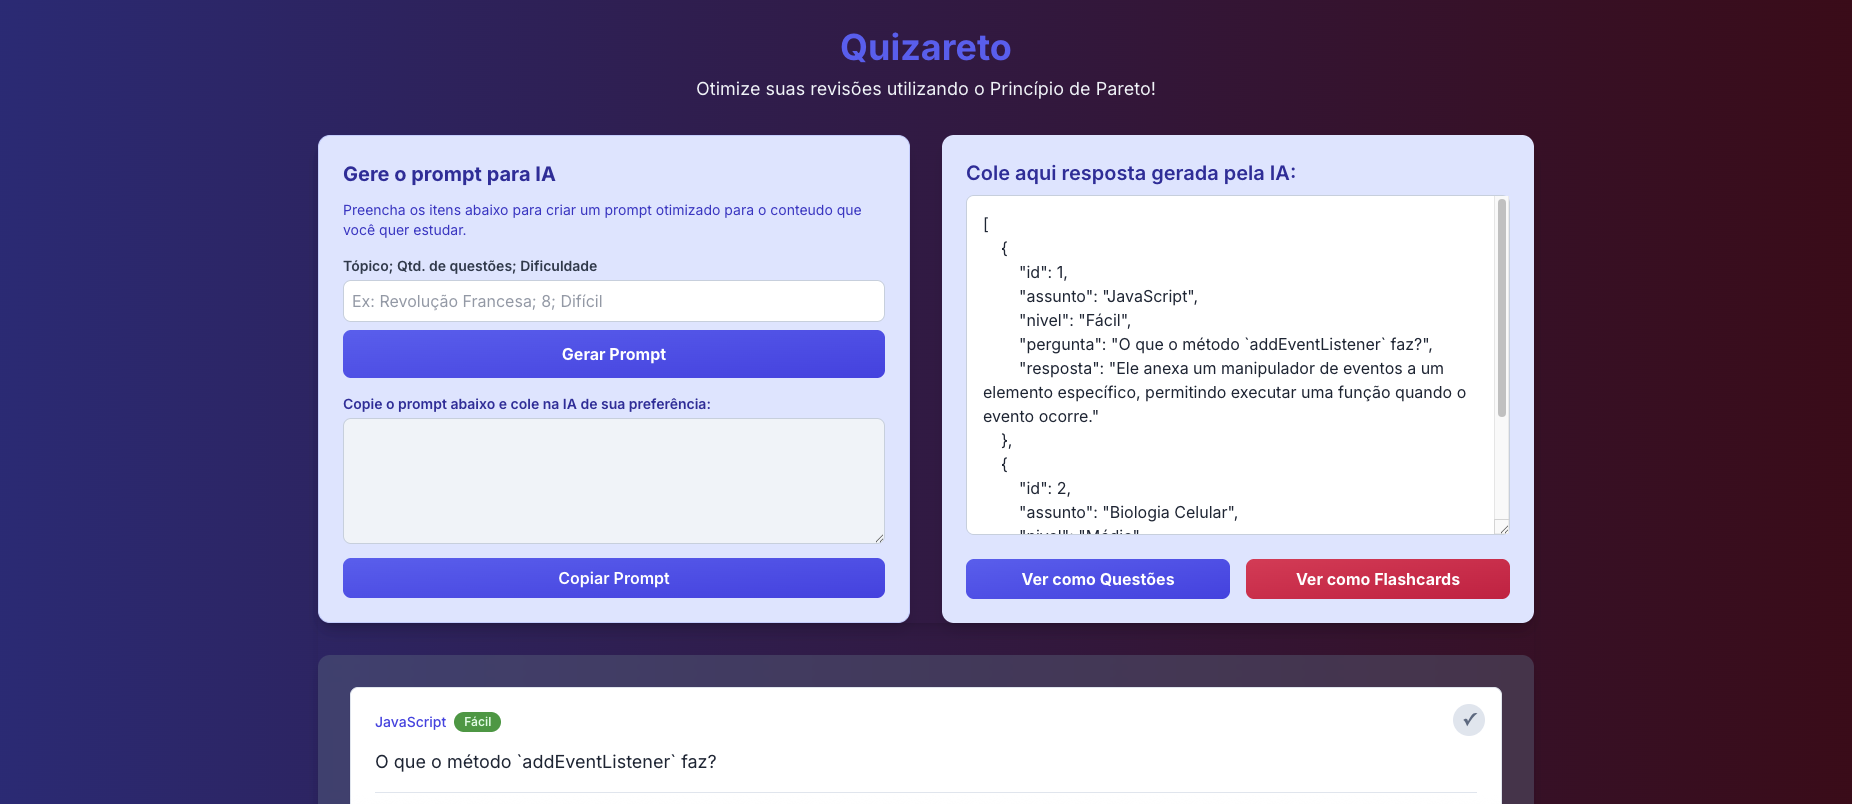 Quizareto
Otimize suas revisões utilizando o Princípio de Pareto!
Gere o prompt para IA
Preencha os itens abaixo para criar um prompt otimizado para o conteudo que
você quer estudar.
Tópico; Qtd. de questões; Dificuldade
Ex: Revolução Francesa; 8; Difícil
Gerar Prompt
Copie o prompt abaixo e cole na IA de sua preferência:
Copiar Prompt
Cole aqui resposta gerada pela IA:
[
{
"id": 1,
"assunto": "JavaScript",
"nivel": "Fácil",
"pergunta": "O que o método `addEventListener` faz?",
"resposta": "Ele anexa um manipulador de eventos a um
elemento específico, permitindo executar uma função quando o
evento ocorre."
},
{
"id": 2,
"assunto": "Biologia Celular",
"nivel": "Médio"
Ver como Questões
Ver como Flashcards
JavaScript Fácil
O que o método `addEventListener` faz?